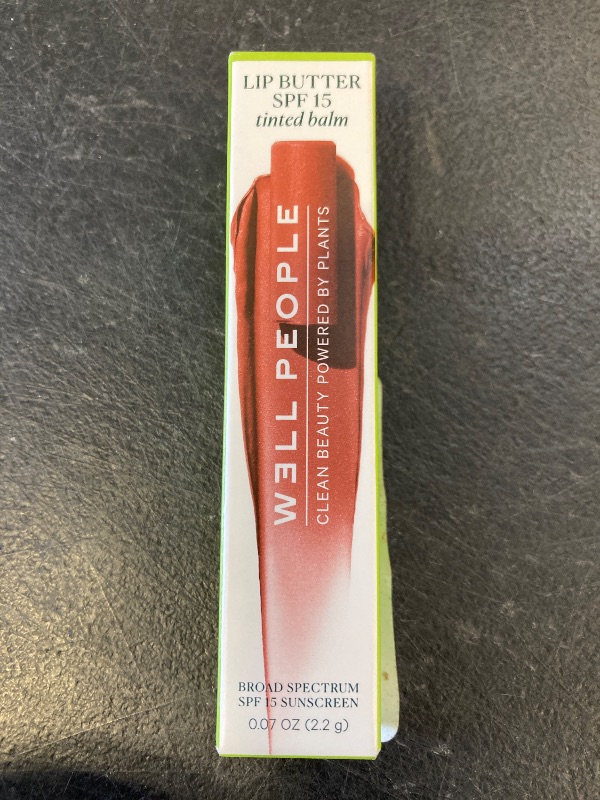 LIP BUTTER
SPF 15
tinted balm
WƎLL PEOPLE
CLEAN BEAUTY POWERED BY PLANTS
BROAD SPECTRUM
SPF 15 SUNSCREEN
0.07 OZ (2.2 g)